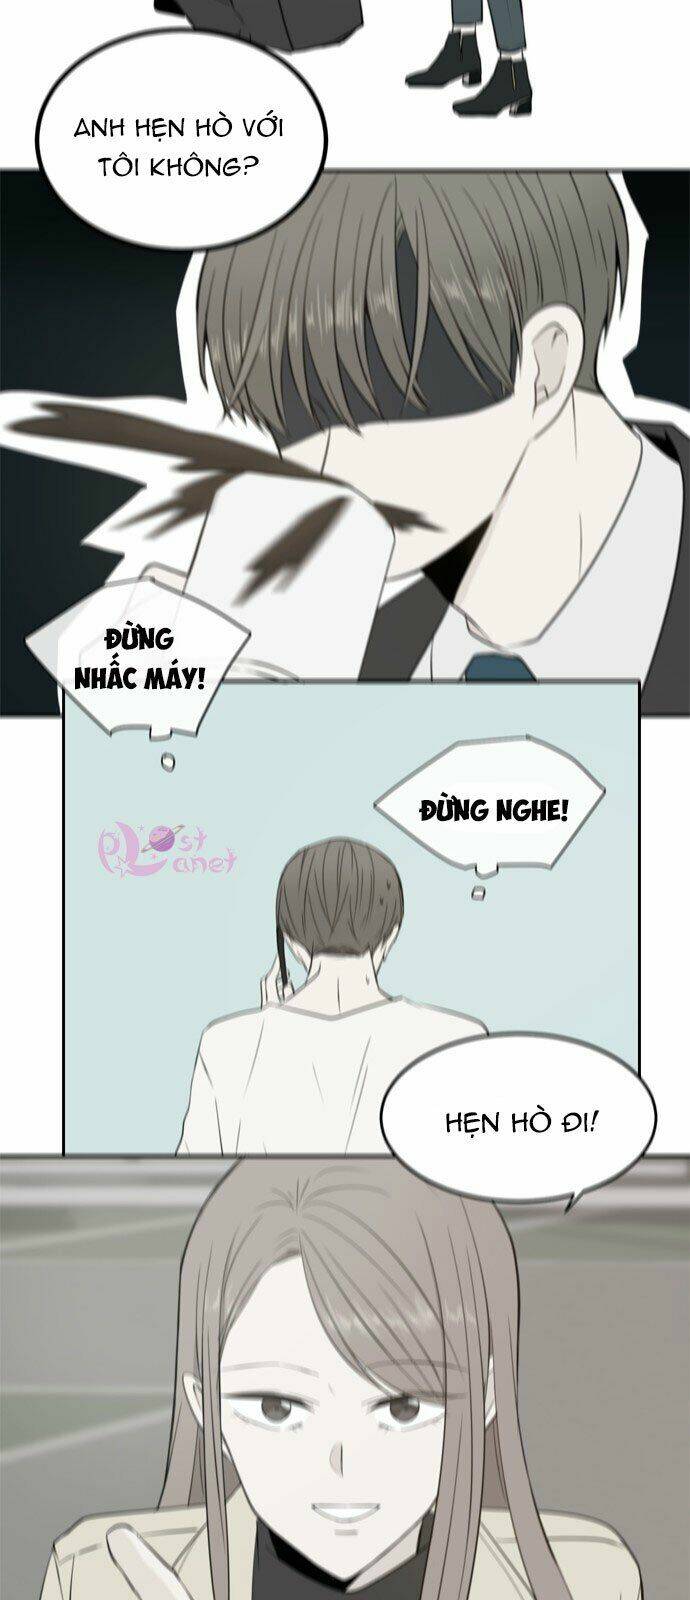 ANH HẸN HÒ VỚI
TÔI KHÔNG?
ĐỪNG
NHẤC MÁY!
ĐỪNG NGHE!
Lost
Planet
HẸN HÒ ĐI!